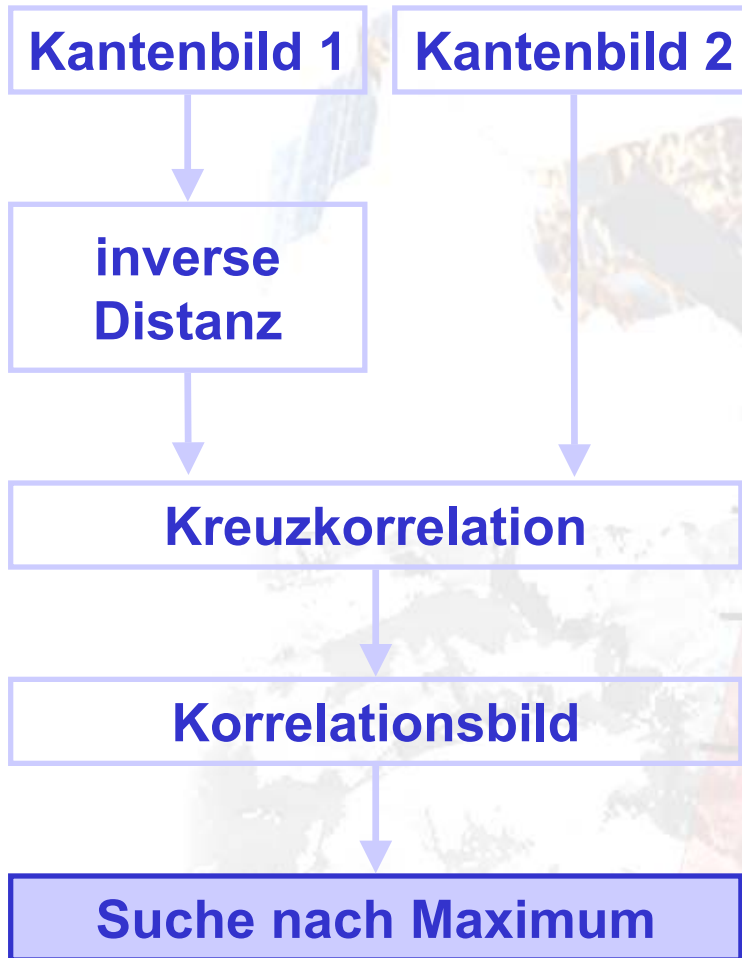 Kantenbild 1
Kantenbild 2
inverse
Distanz
Kreuzkorrelation
Korrelationsbild
Suche nach Maximum